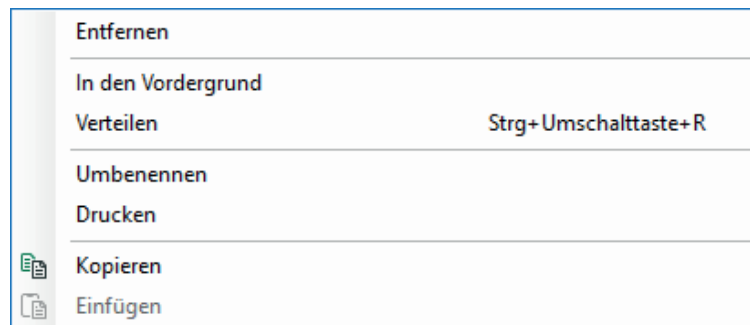 Entfernen
In den Vordergrund
Verteilen Strg+Umschalttaste+R
Umbenennen
Drucken
Kopieren
Einfügen